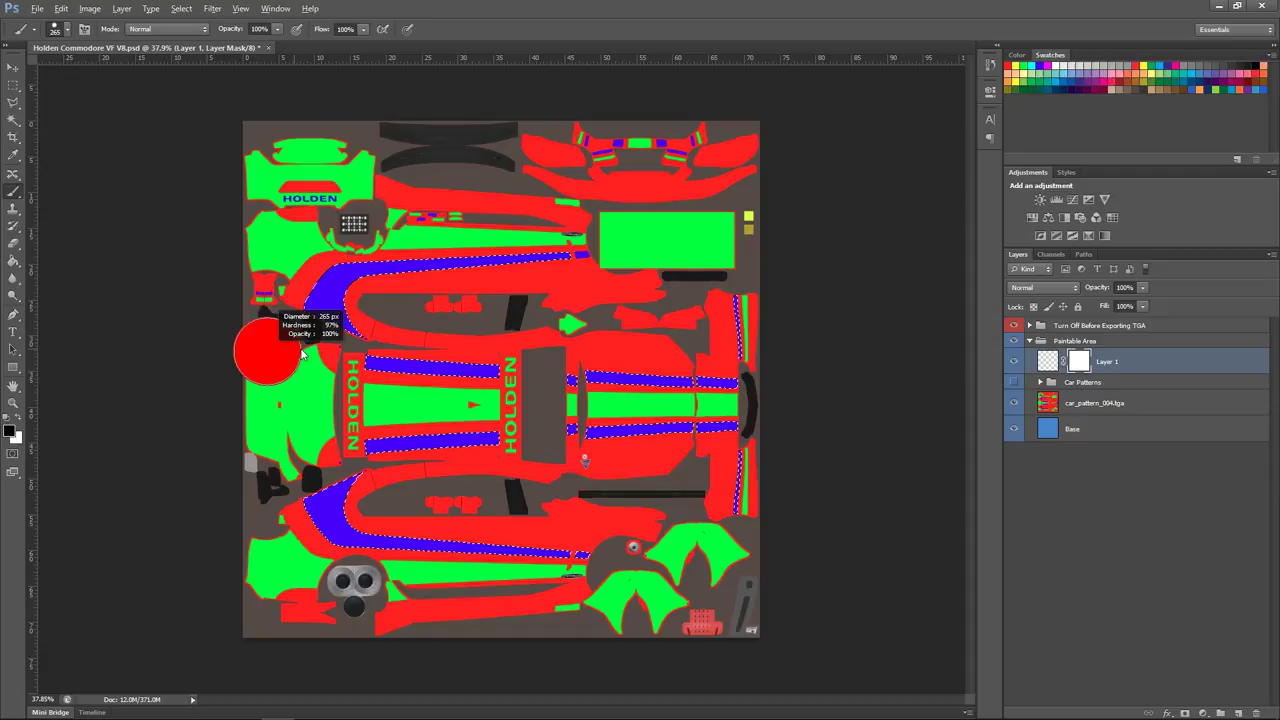 Ps File Edit Image Layer Type Select Filter View Window Help
265 Mode: Normal Opacity: 100% Flow: 100% Essentials
Holden Commodore VF V8.psd @ 37.9% (Layer 1, Layer Mask/8) *
Color Swatches
HOLDEN
Diameter : 265 px
Hardness : 97%
Opacity : 100%
HOLDEN
HOLDEN
Adjustments Styles
Add an adjustment
Layers Channels Paths
Kind
Normal Opacity: 100%
Lock: Fill: 100%
Turn Off Before Exporting TGA
Paintable Area
Layer 1
Car Patterns
car_pattern_004.tga
Base
fx
37.85% Doc: 12.0M/371.0M
Mini Bridge Timeline